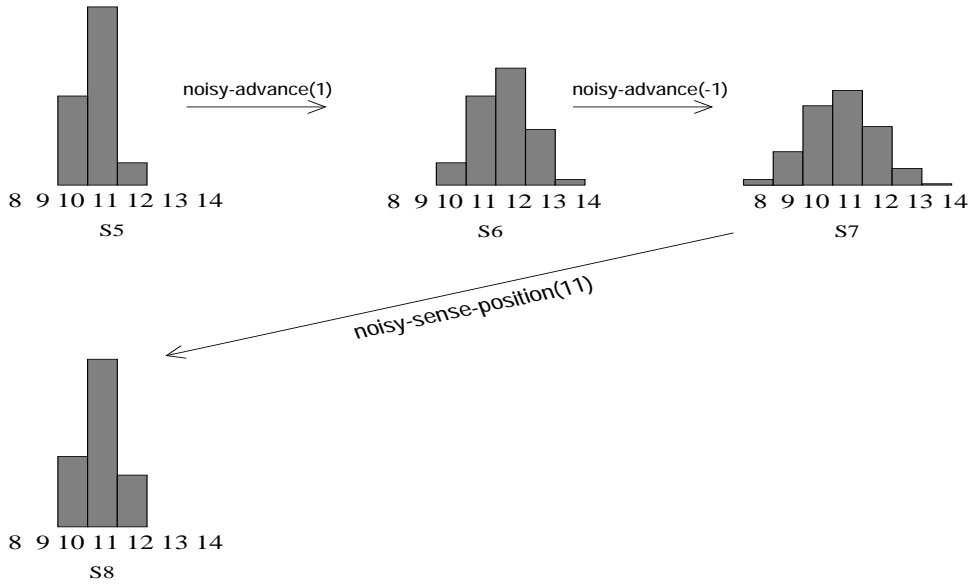 noisy-advance(1)
noisy-advance(-1)
8 9 10 11 12 13 14
8 9 10 11 12 13 14
8 9 10 11 12 13 14
S5
S6
S7
noisy-sense-position(11)
8 9 10 11 12 13 14
S8